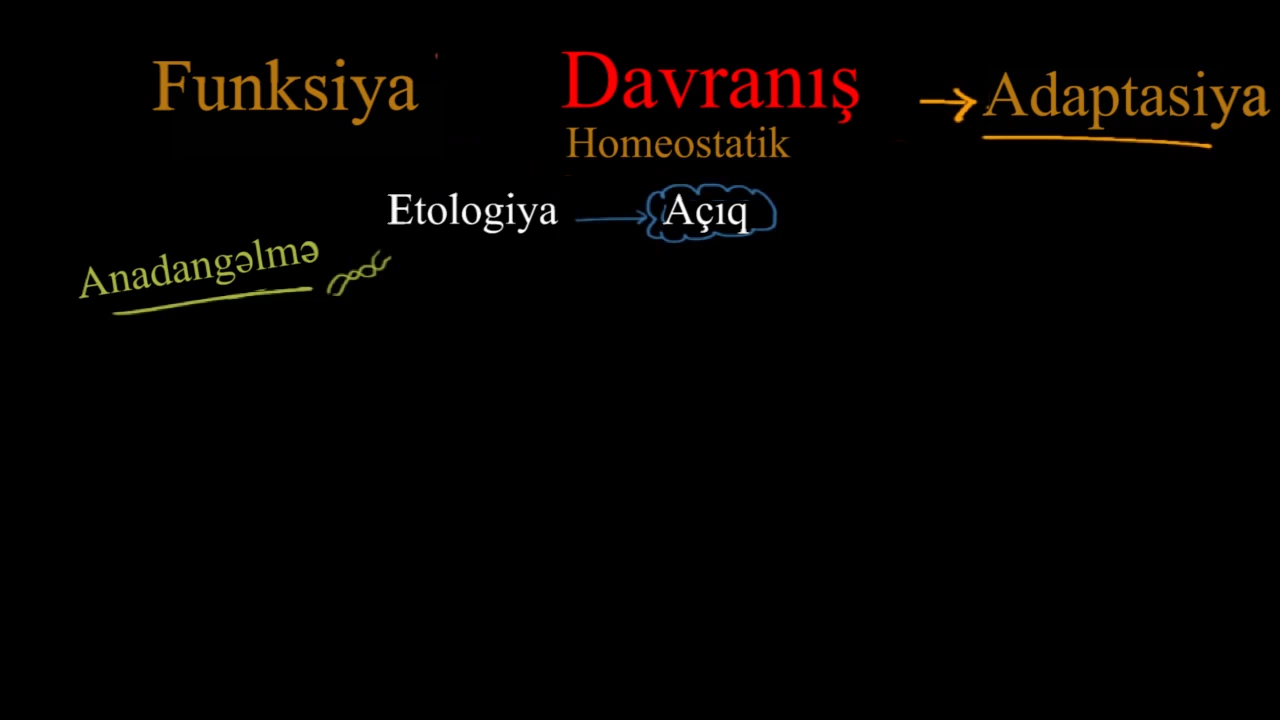 Funksiya Davranış → Adaptasiya
Homeostatik
Etologiya → Açıq
Anadangəlmə